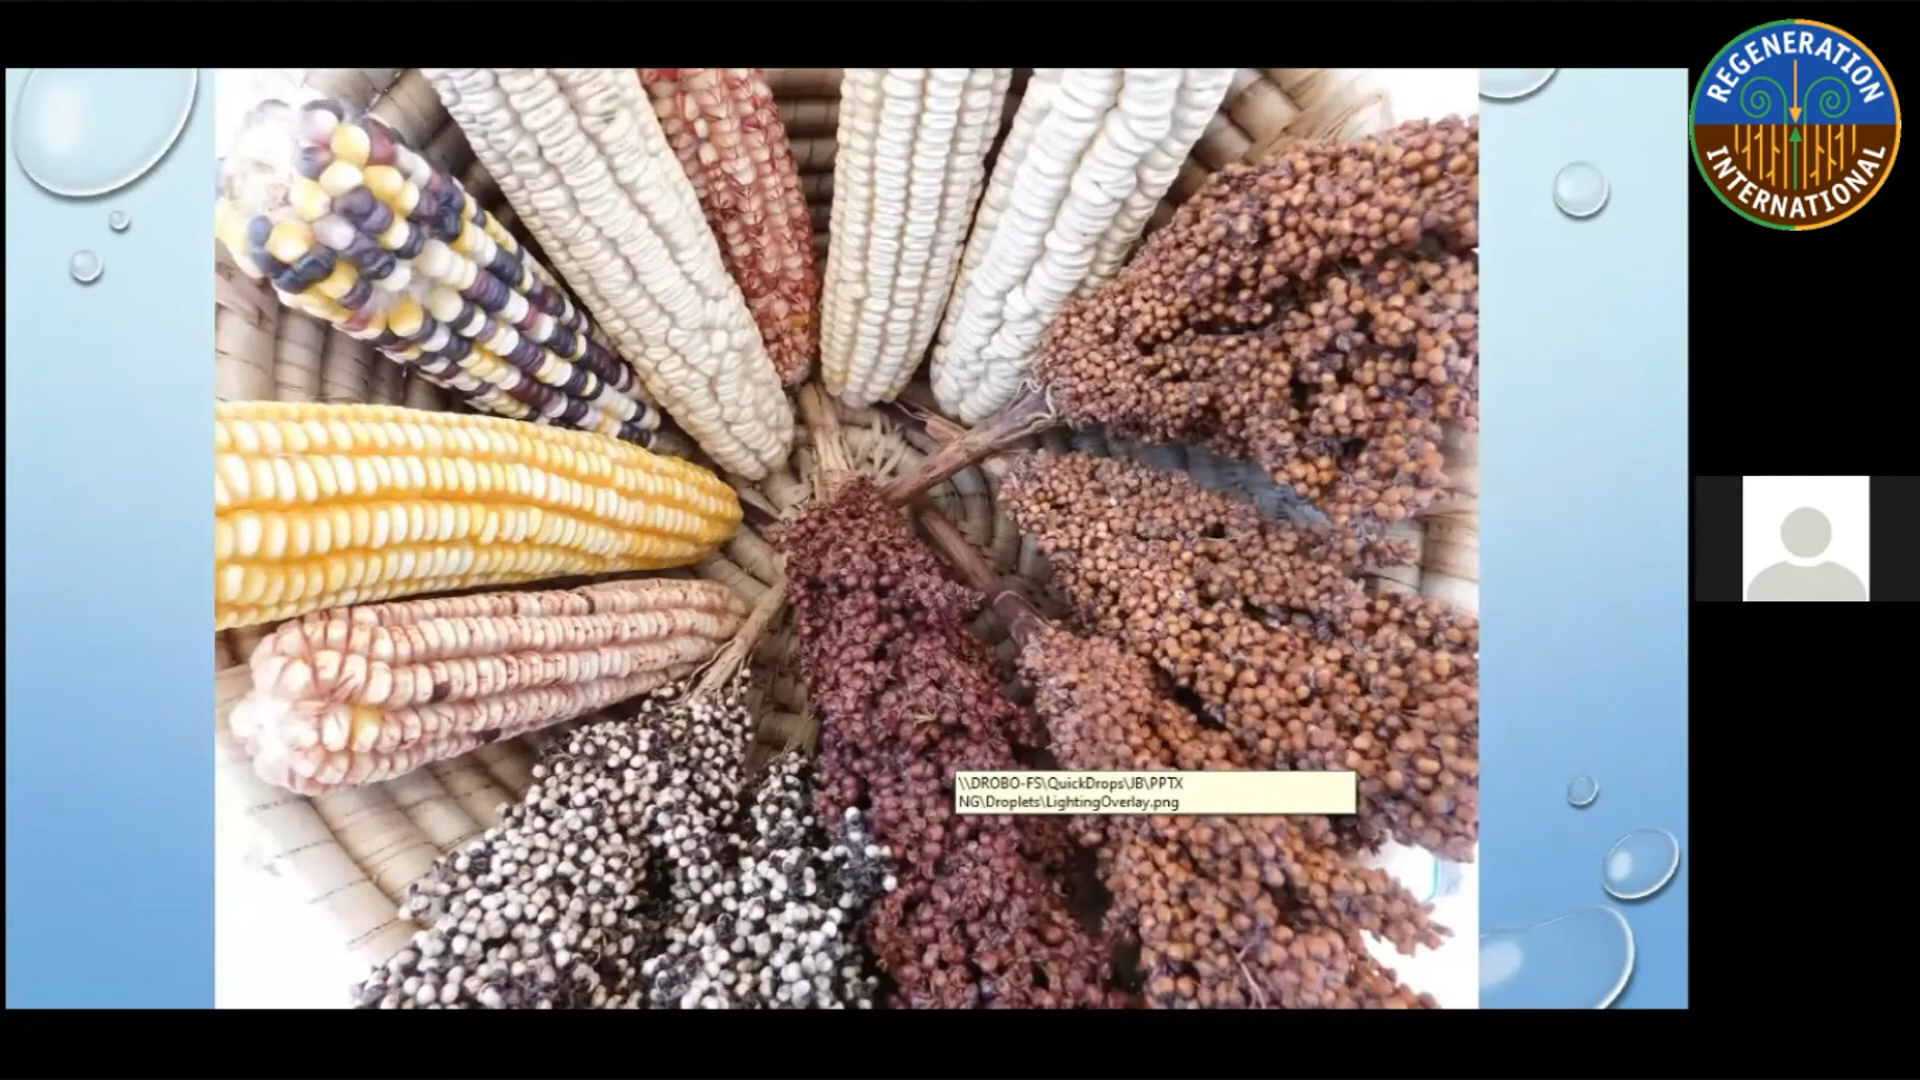 REGENERATION
INTERNATIONAL
\\DROBO-FS\QuickDrops\JB\PPTX
NG\Droplets\LightingOverlay.png